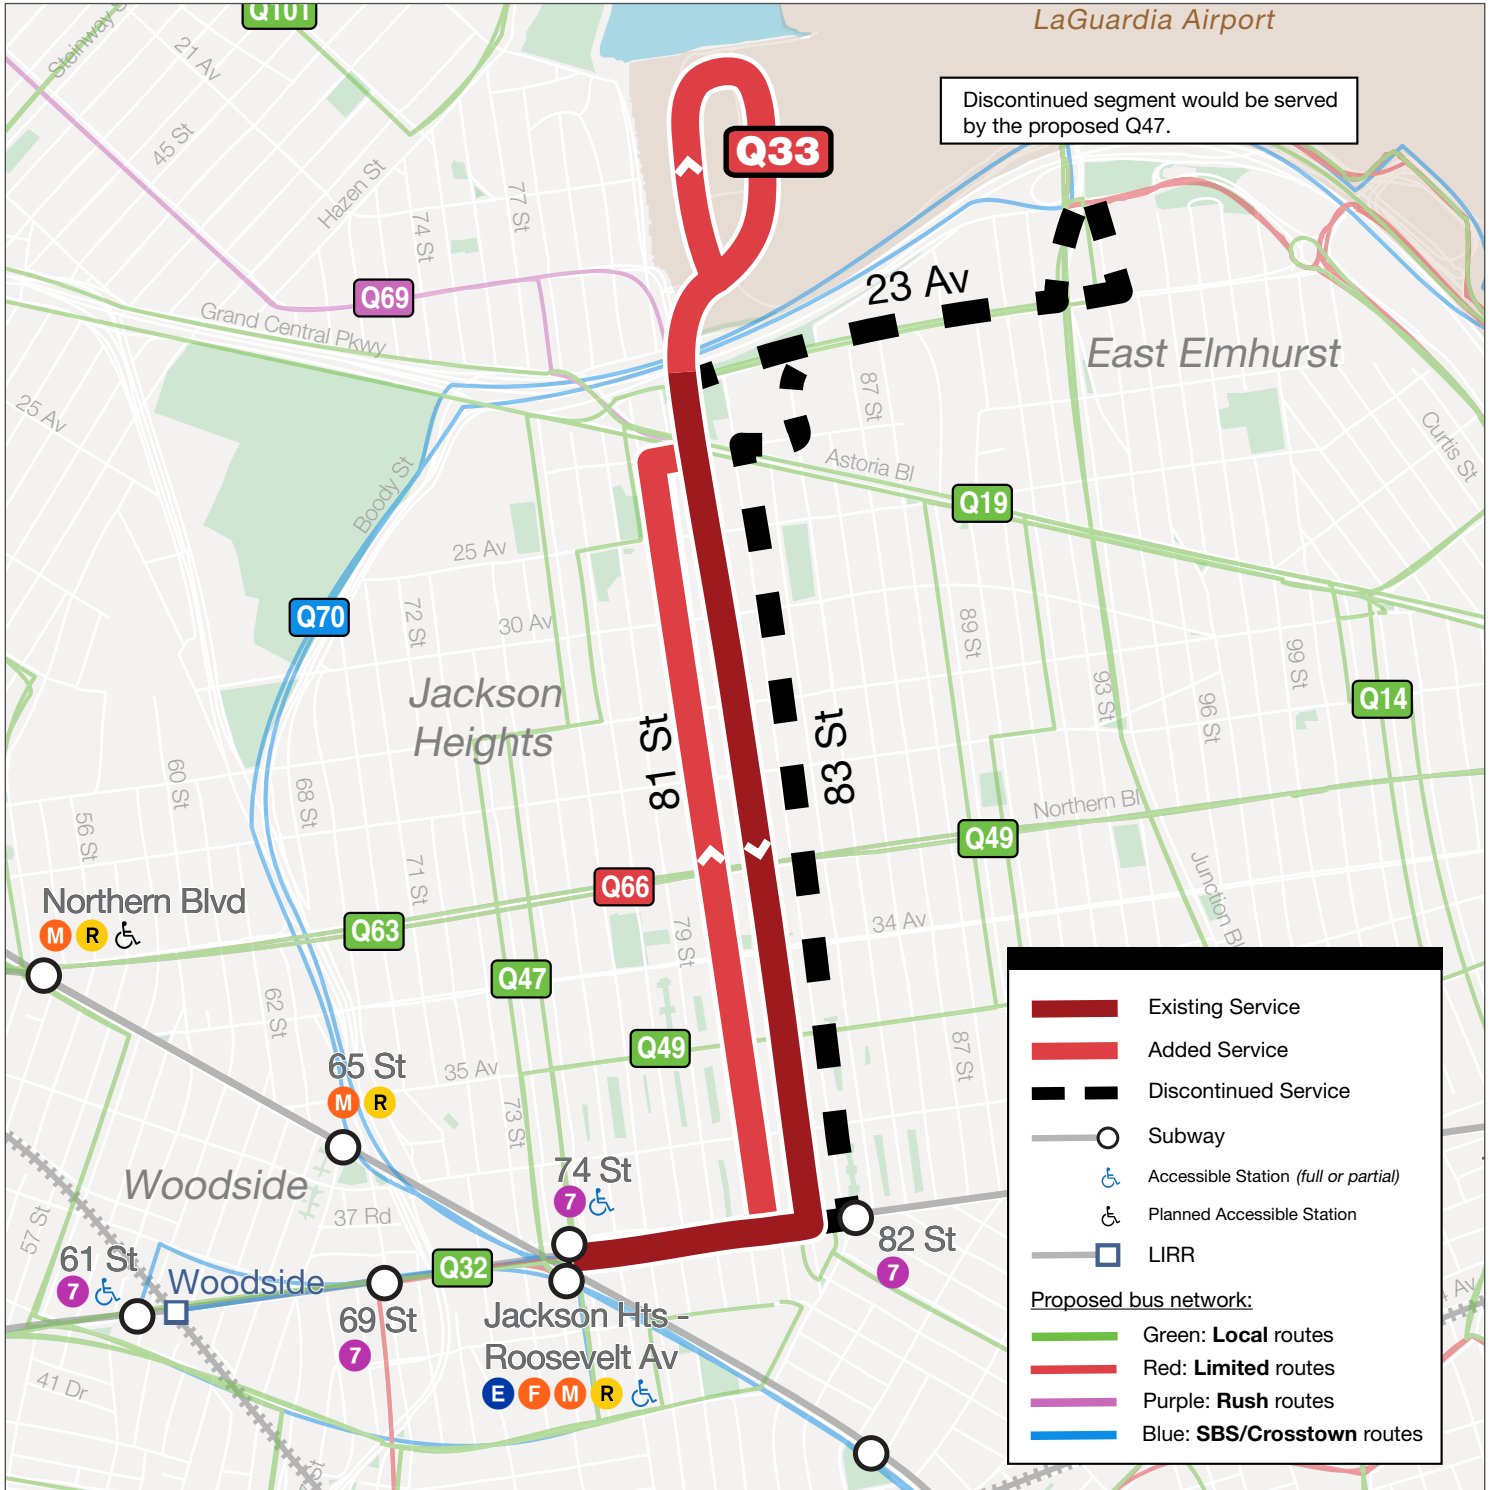 Q101
LaGuardia Airport
Steinway
21 Av
Discontinued segment would be served
by the proposed Q47.
45 St
Q33
Hazen St
77 St
74 St
23 Av
Q69
Grand Central Pkwy
East Elmhurst
25 Av
87 St
Curtis St
Astoria Bl
Boody St
Q19
25 Av
Q70
72 St
30 Av
89 St
99 St
Jackson
Heights
93 St
96 St
Q14
81 St
83 St
60 St
68 St
56 St
Northern Bl
Q49
71 St
Q66
Junction Bl
Northern Blvd
M R
Q63
79 St
34 Av
Q47
62 St
Q49
87 St
65 St
M R
35 Av
73 St
74 St
7
Woodside
37 Rd
57 St
61 St
7
Woodside
Q32
82 St
7
69 St
7
Jackson Hts -
Roosevelt Av
E F M R
41 Dr
St
Av
Existing Service
Added Service
Discontinued Service
Subway
Accessible Station (full or partial)
Planned Accessible Station
LIRR
Proposed bus network:
Green: Local routes
Red: Limited routes
Purple: Rush routes
Blue: SBS/Crosstown routes